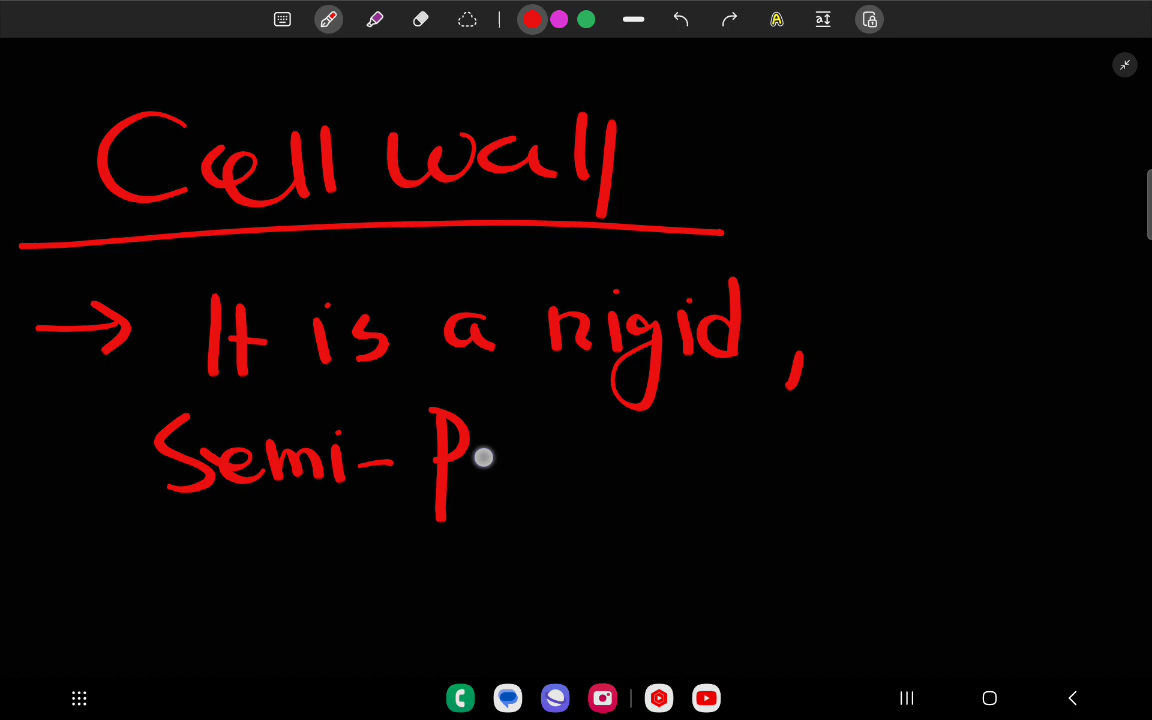 Cell wall
→ It is a rigid,
Semi-P